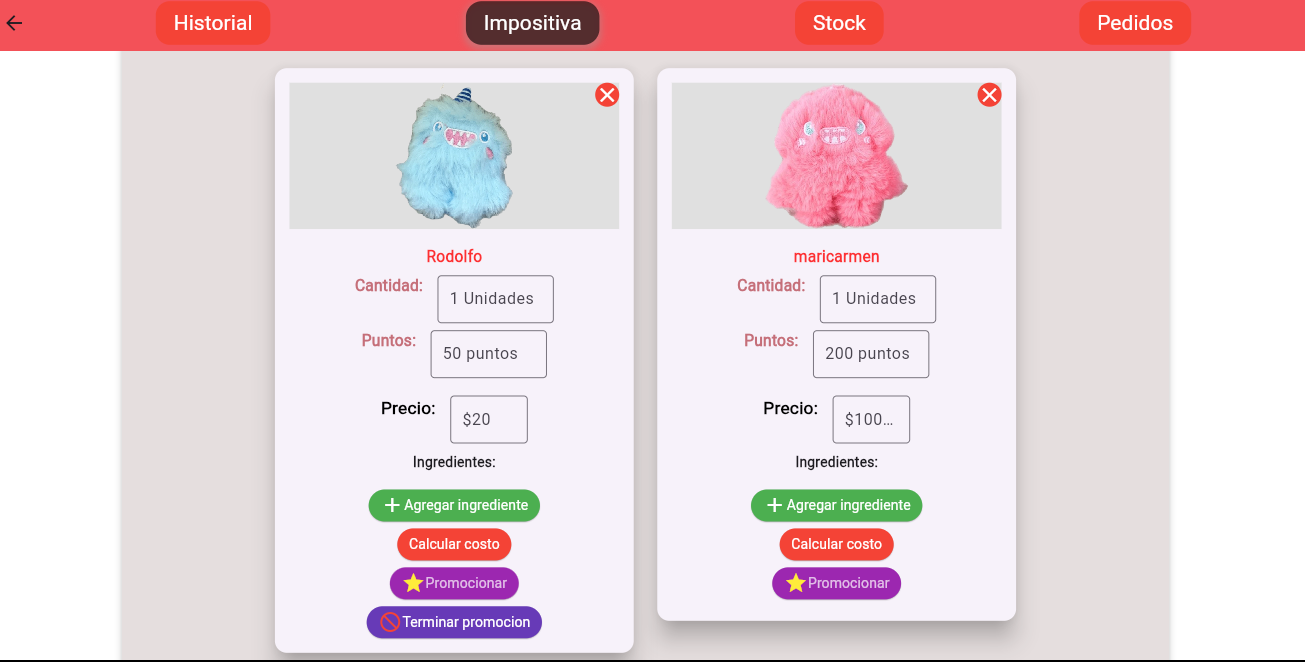 Historial
Impositiva
Stock
Pedidos
Rodolfo
Cantidad:
1 Unidades
Puntos:
50 puntos
Precio:
$20
Ingredientes:
Agregar ingrediente
Calcular costo
Promocionar
Terminar promocion
maricarmen
Cantidad:
1 Unidades
Puntos:
200 puntos
Precio:
$100…
Ingredientes:
Agregar ingrediente
Calcular costo
Promocionar